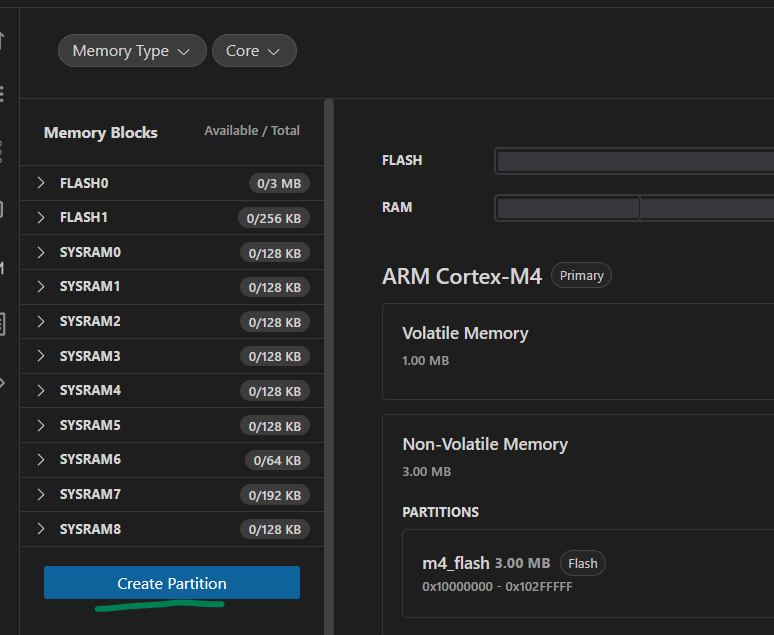 Memory Type
Core
Memory Blocks
Available / Total
FLASH0
0/3 MB
FLASH1
0/256 KB
SYSRAM0
0/128 KB
SYSRAM1
0/128 KB
SYSRAM2
0/128 KB
SYSRAM3
0/128 KB
SYSRAM4
0/128 KB
SYSRAM5
0/128 KB
SYSRAM6
0/64 KB
SYSRAM7
0/192 KB
SYSRAM8
0/128 KB
Create Partition
FLASH
RAM
ARM Cortex-M4
Primary
Volatile Memory
1.00 MB
Non-Volatile Memory
3.00 MB
PARTITIONS
m4_flash 3.00 MB Flash
0x10000000 - 0x102FFFFF